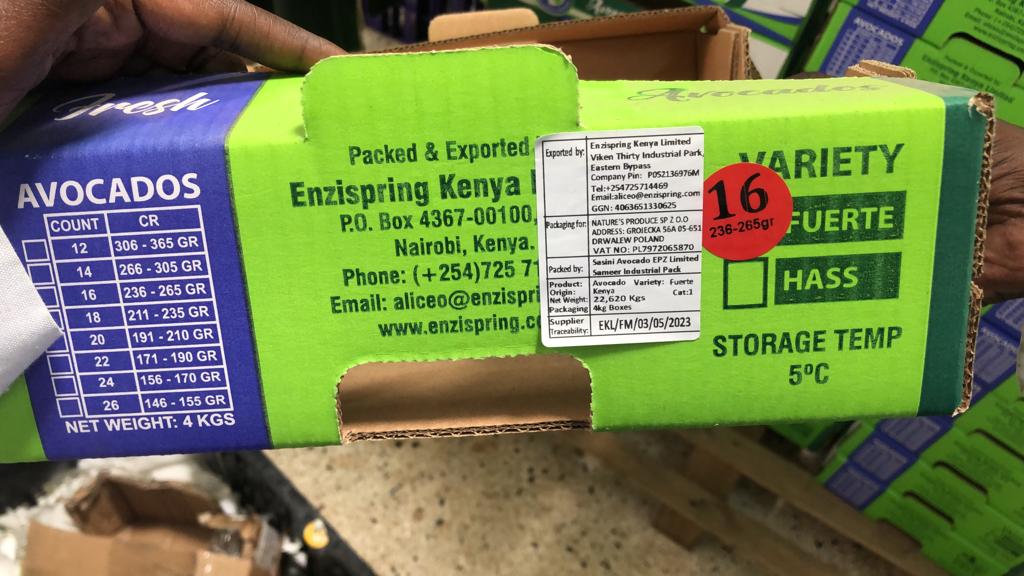 Fresh
AVOCADOS
COUNT CR
12 306 - 365 GR
14 266 - 305 GR
16 236 - 265 GR
18 211 - 235 GR
20 191 - 210 GR
22 171 - 190 GR
24 156 - 170 GR
26 146 - 155 GR
NET WEIGHT: 4 KGS
Packed & Exported
Enzispring Kenya
P.O. Box 4367-00100,
Nairobi, Kenya.
Phone: (+254)725 71
Email: aliceo@enzispri
www.enzispring.co
Exported by: Enzispring Kenya Limited
Viken Thirty Industrial Park,
Eastern Bypass
Company Pin: P052136976M
Tel:+254725714469
Email:aliceo@enzispring.com
GGN: 4063651330625
Packaging for: NATURE'S PRODUCE SP Z O.O
ADDRESS: GROJECKA 56A 05-651
DRWALEW POLAND
VAT NO: PL7972065870
Packed by: Sasini Avocado EPZ Limited
Sameer Industrial Pack
Product: Avocado Variety: Fuerte
Origin: Kenya Cat:1
Net Weight: 22,620 Kgs
Packaging 4kg Boxes
Supplier Traceability: EKL/FM/03/05/2023
Avocados
VARIETY
16
236-265gr
FUERTE
HASS
STORAGE TEMP
5°C
AVOCADOS